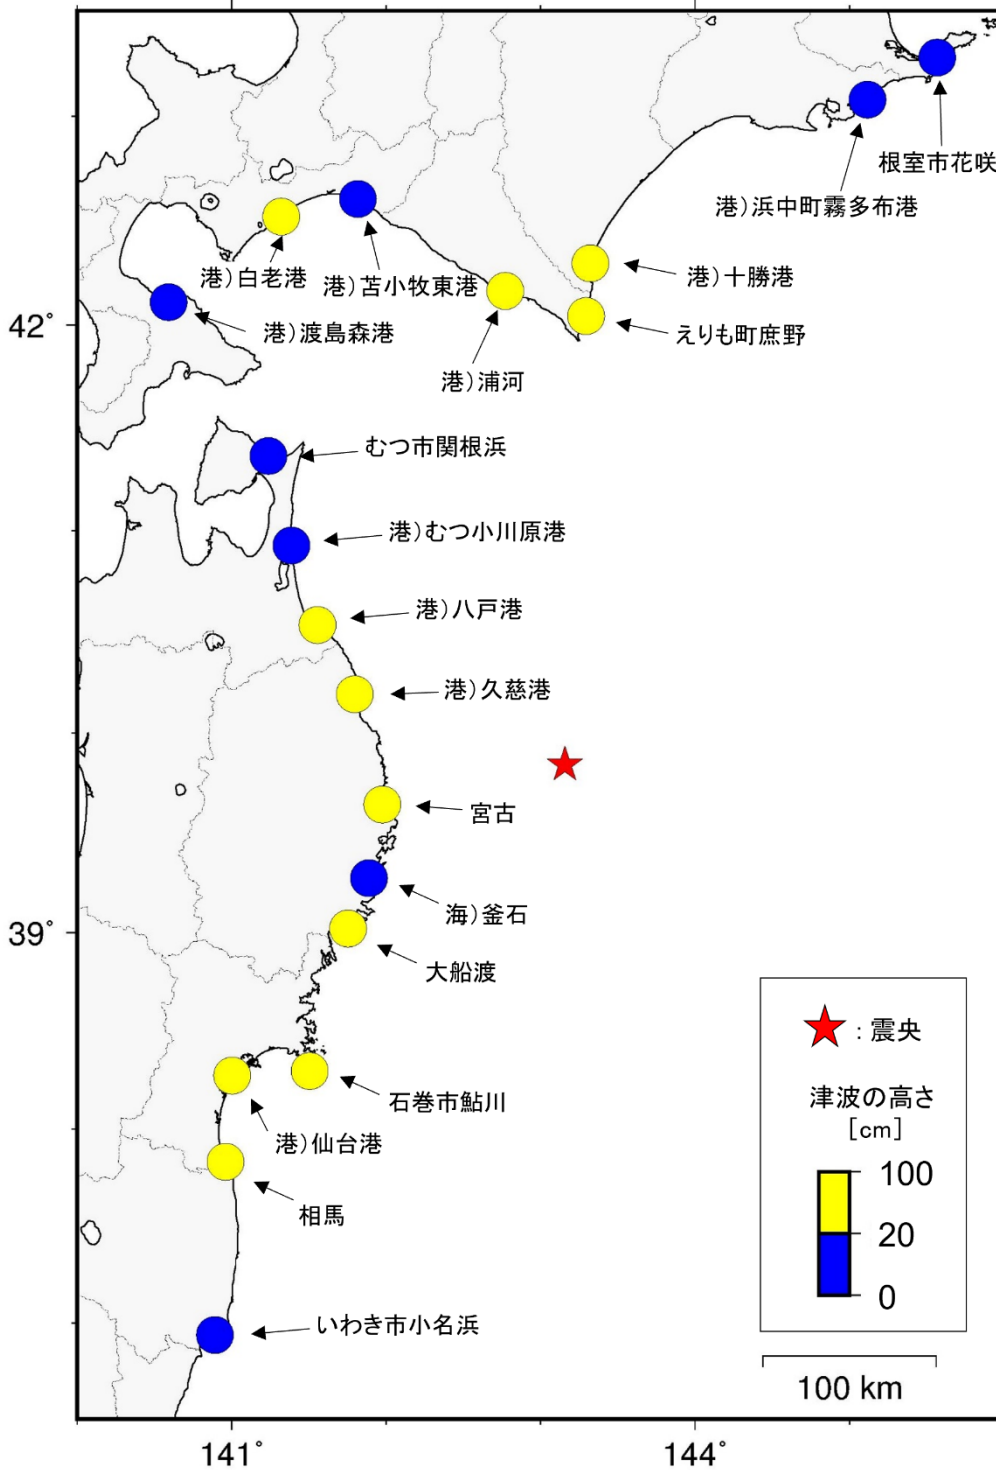 根室市花咲
港）浜中町霧多布港
港）白老港
港）苫小牧東港
港）十勝港
港）渡島森港
えりも町庶野
42°
港）浦河
むつ市関根浜
港）むつ小川原港
港）八戸港
港）久慈港
宮古
海）釜石
39°
大船渡
石巻市鮎川
港）仙台港
相馬
いわき市小名浜
：震央
津波の高さ
[cm]
100
20
0
100 km
141°
144°